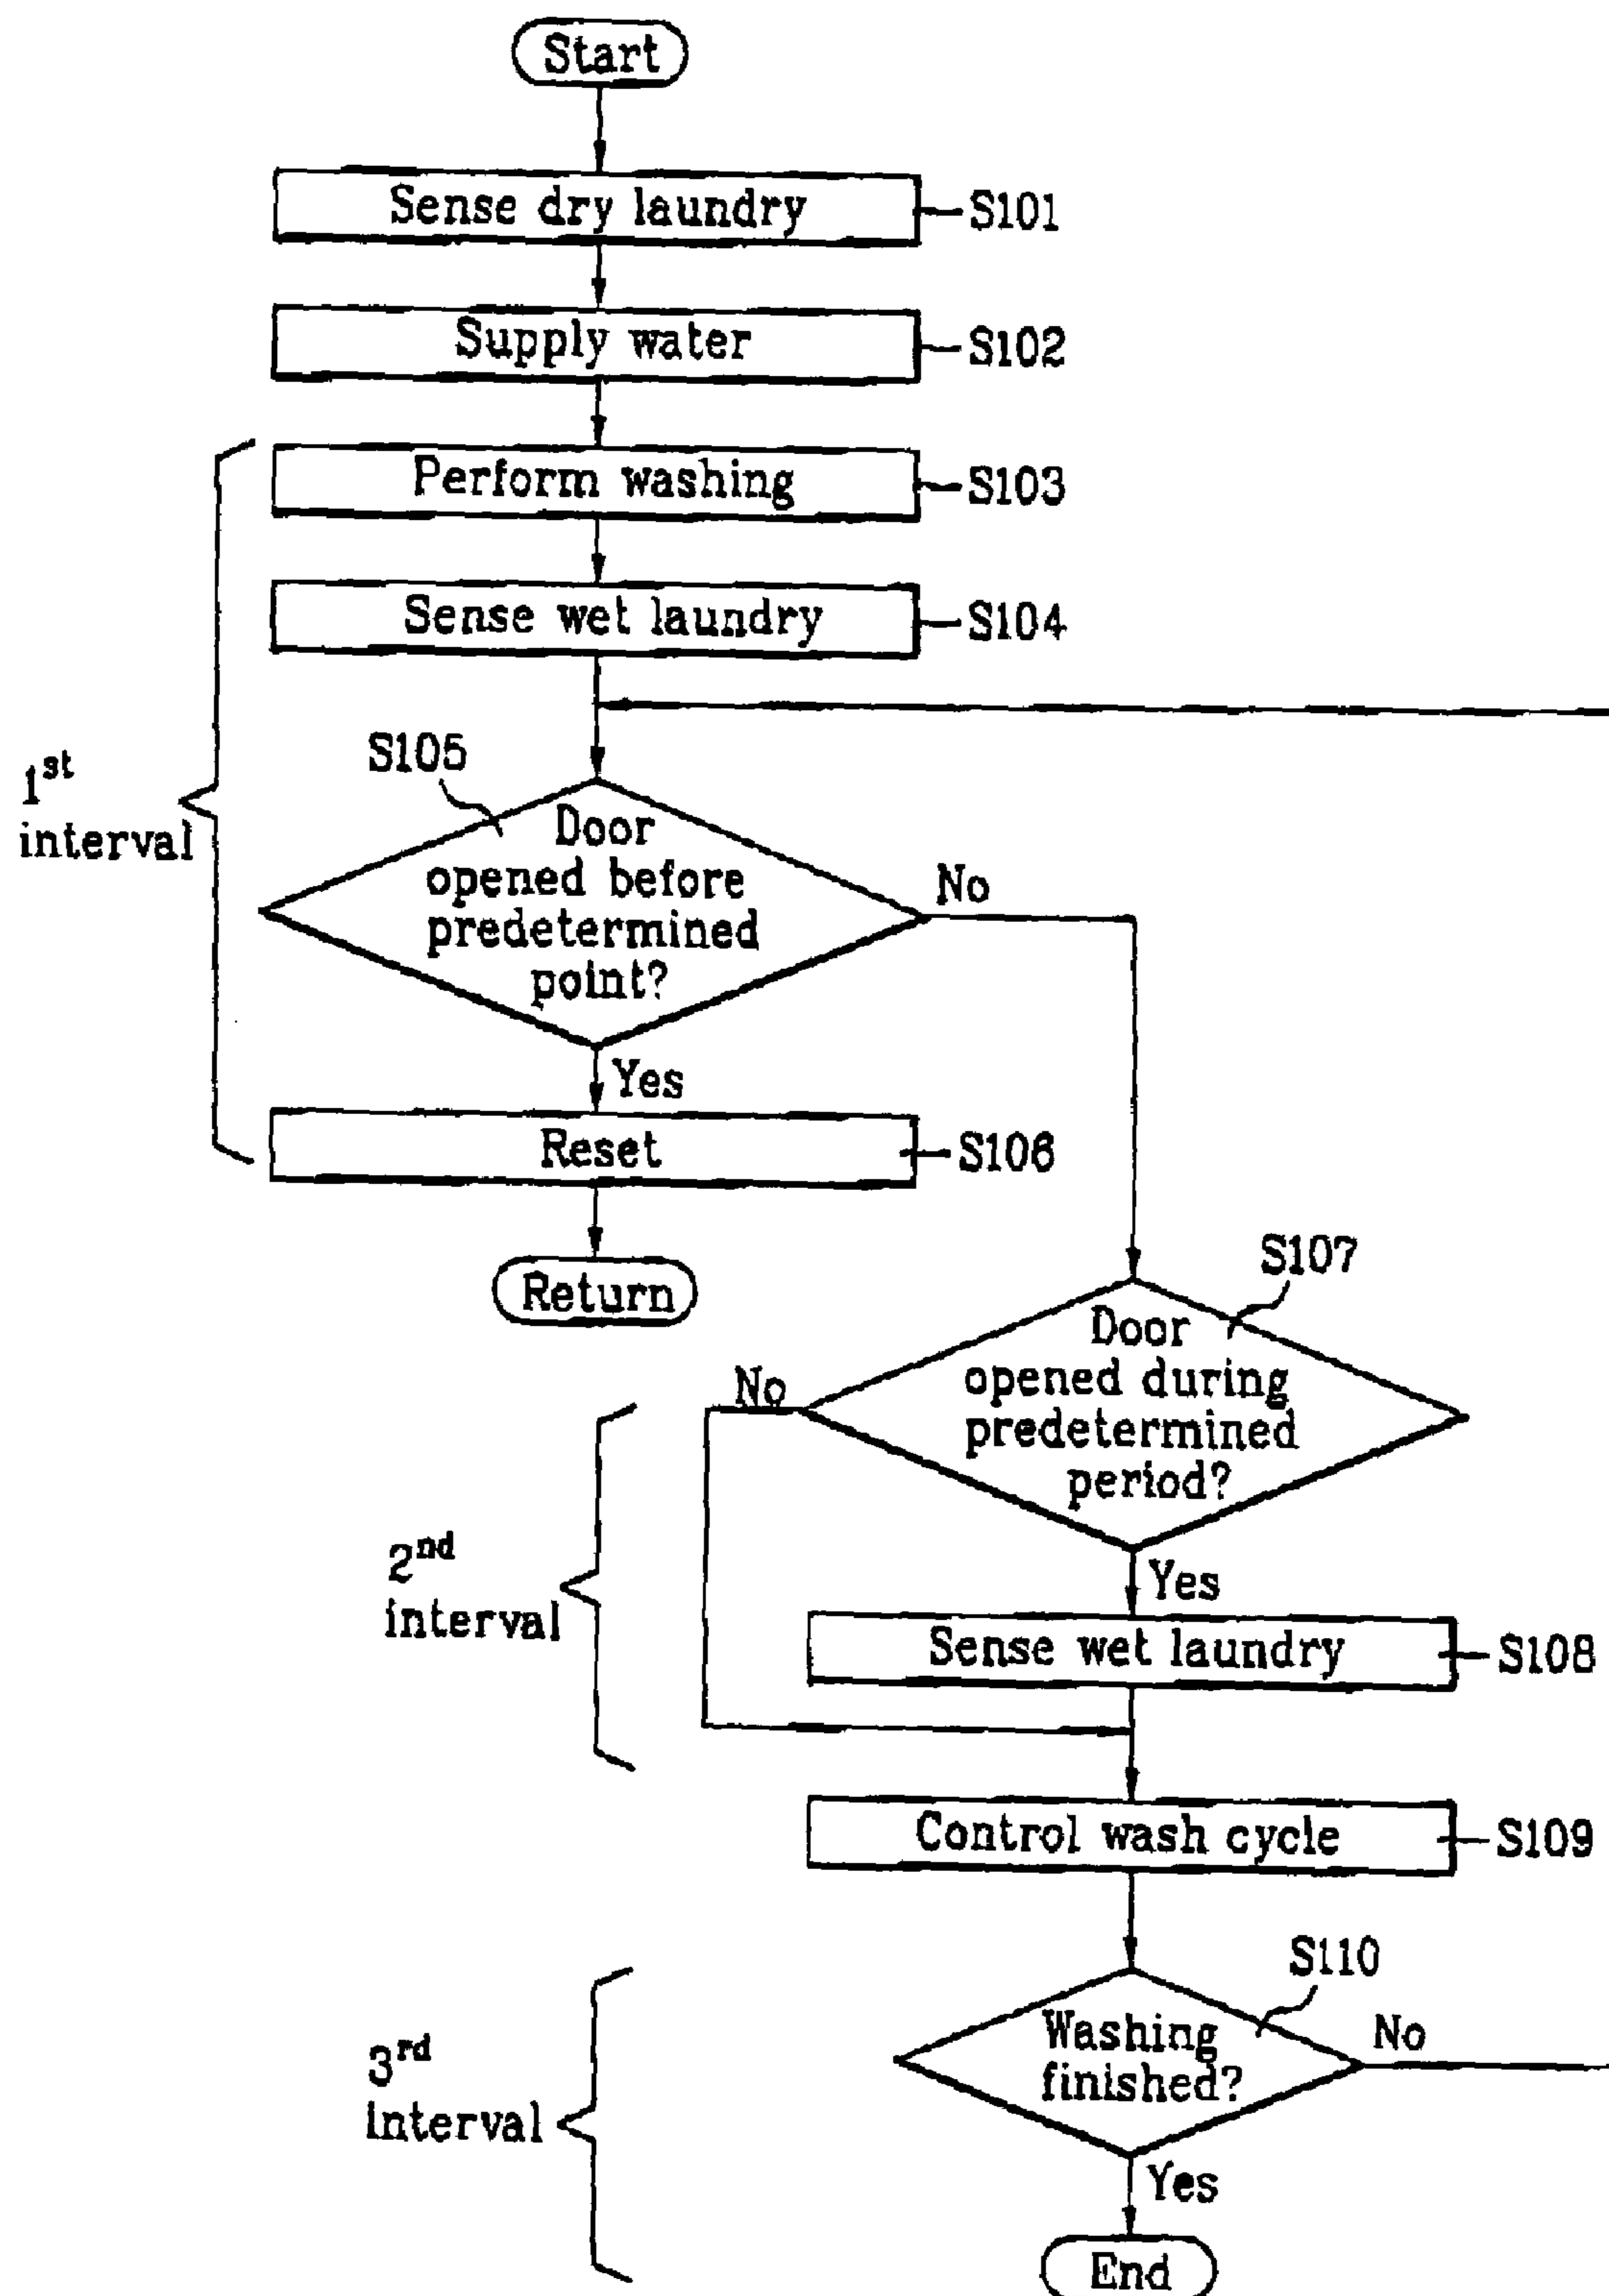 Start
Sense dry laundry
S101
Supply water
S102
Perform washing
S103
Sense wet laundry
S104
1st
interval
S105
Door
opened before
predetermined
point?
No
Yes
Reset
S106
Return
S107
Door
opened during
predetermined
period?
No
Yes
2nd
interval
Sense wet laundry
S108
Control wash cycle
S109
S110
3rd
interval
Washing
finished?
No
Yes
End